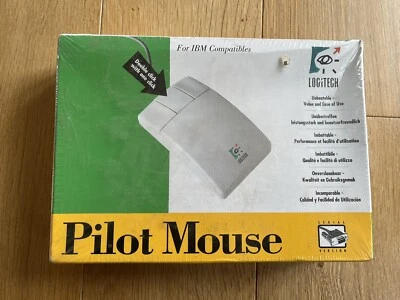 For IBM Compatibles
Double click
with one click
LOGITECH
Unbeatable -
Value and Ease of Use
Unübertroffen -
Leistungsstark und benutzerfreundlich
Imbattable -
Performance et facilité d'utilisation
Imbattibile -
Qualità e facilità di utilizzo
Onverslaanbaar -
Kwaliteit en Gebruiksgemak
Incomparable -
Calidad y Facilidad de Utilización
Pilot Mouse
SERIAL
VERSION